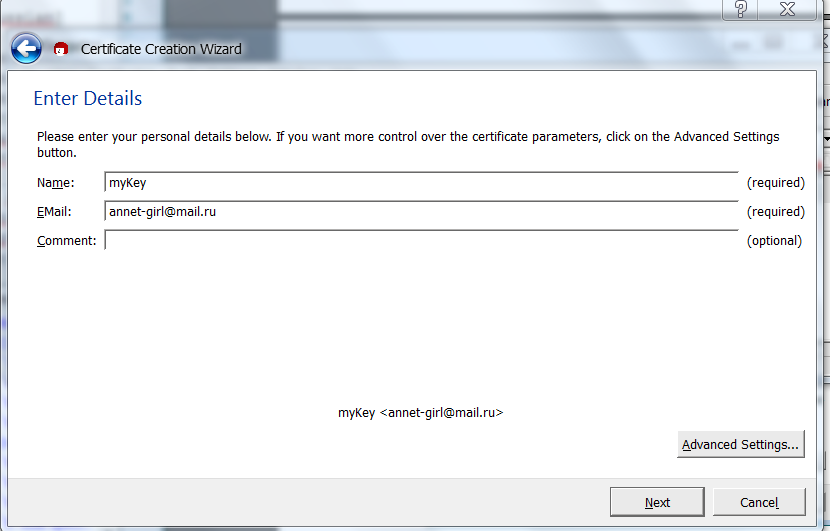 Certificate Creation Wizard
Enter Details
Please enter your personal details below. If you want more control over the certificate parameters, click on the Advanced Settings
button.
Name: myKey (required)
EMail: annet-girl@mail.ru (required)
Comment: (optional)
myKey <annet-girl@mail.ru>
Advanced Settings...
Next Cancel